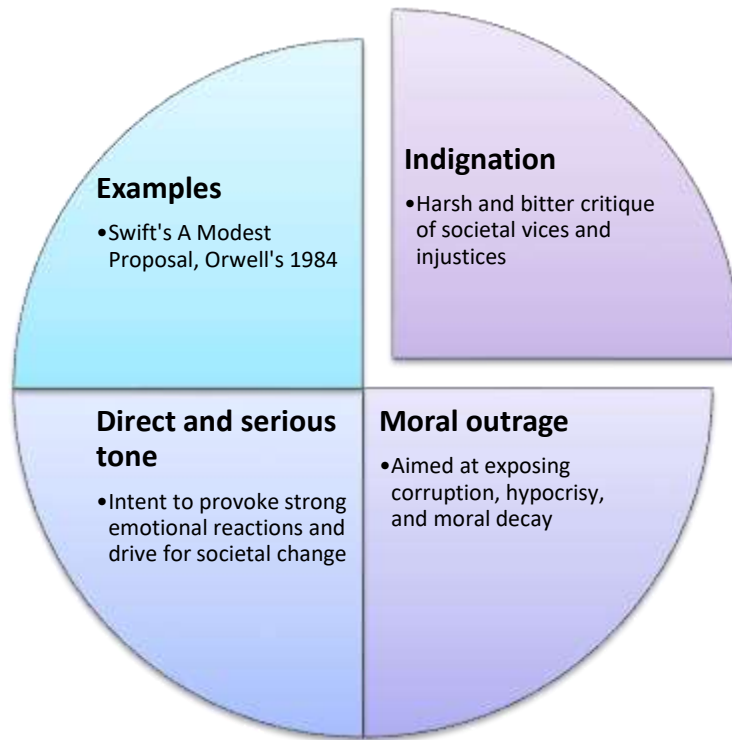 Examples
•Swift's A Modest
Proposal, Orwell's 1984
Indignation
•Harsh and bitter critique
of societal vices and
injustices
Direct and serious
tone
•Intent to provoke strong
emotional reactions and
drive for societal change
Moral outrage
•Aimed at exposing
corruption, hypocrisy,
and moral decay